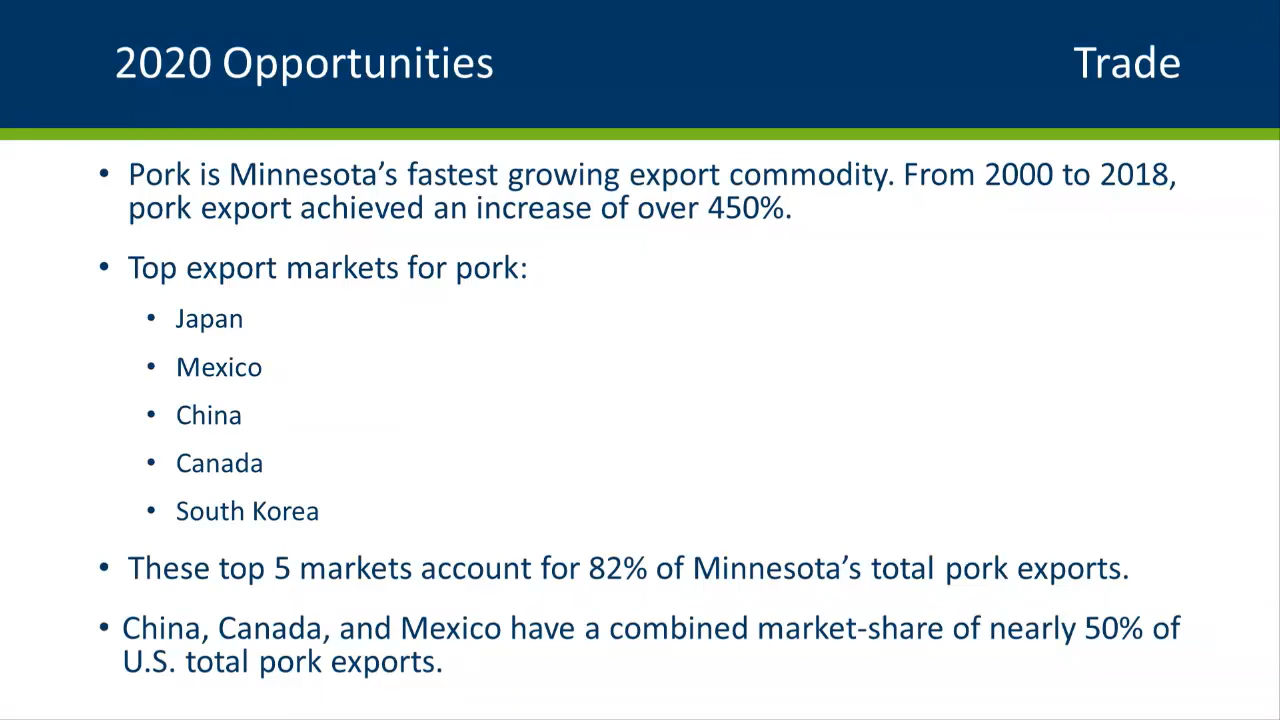 2020 Opportunities
Trade
• Pork is Minnesota’s fastest growing export commodity. From 2000 to 2018,
pork export achieved an increase of over 450%.
• Top export markets for pork:
• Japan
• Mexico
• China
• Canada
• South Korea
• These top 5 markets account for 82% of Minnesota’s total pork exports.
• China, Canada, and Mexico have a combined market-share of nearly 50% of
U.S. total pork exports.